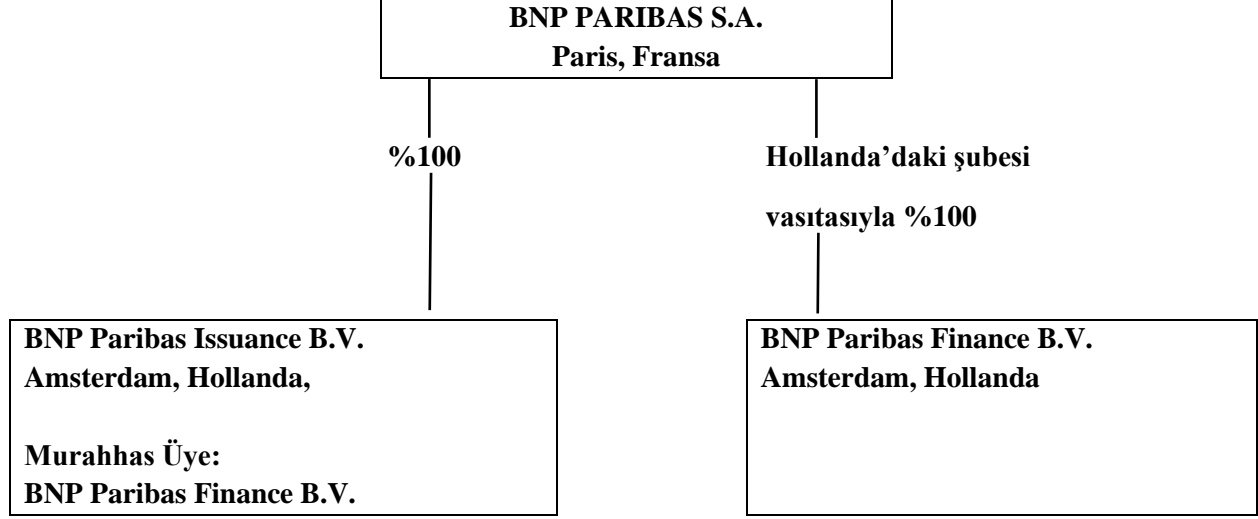 BNP PARIBAS S.A.
Paris, Fransa
%100
Hollanda’daki şubesi
vasıtasıyla %100
BNP Paribas Issuance B.V.
Amsterdam, Hollanda,
Murahhas Üye:
BNP Paribas Finance B.V.
BNP Paribas Finance B.V.
Amsterdam, Hollanda